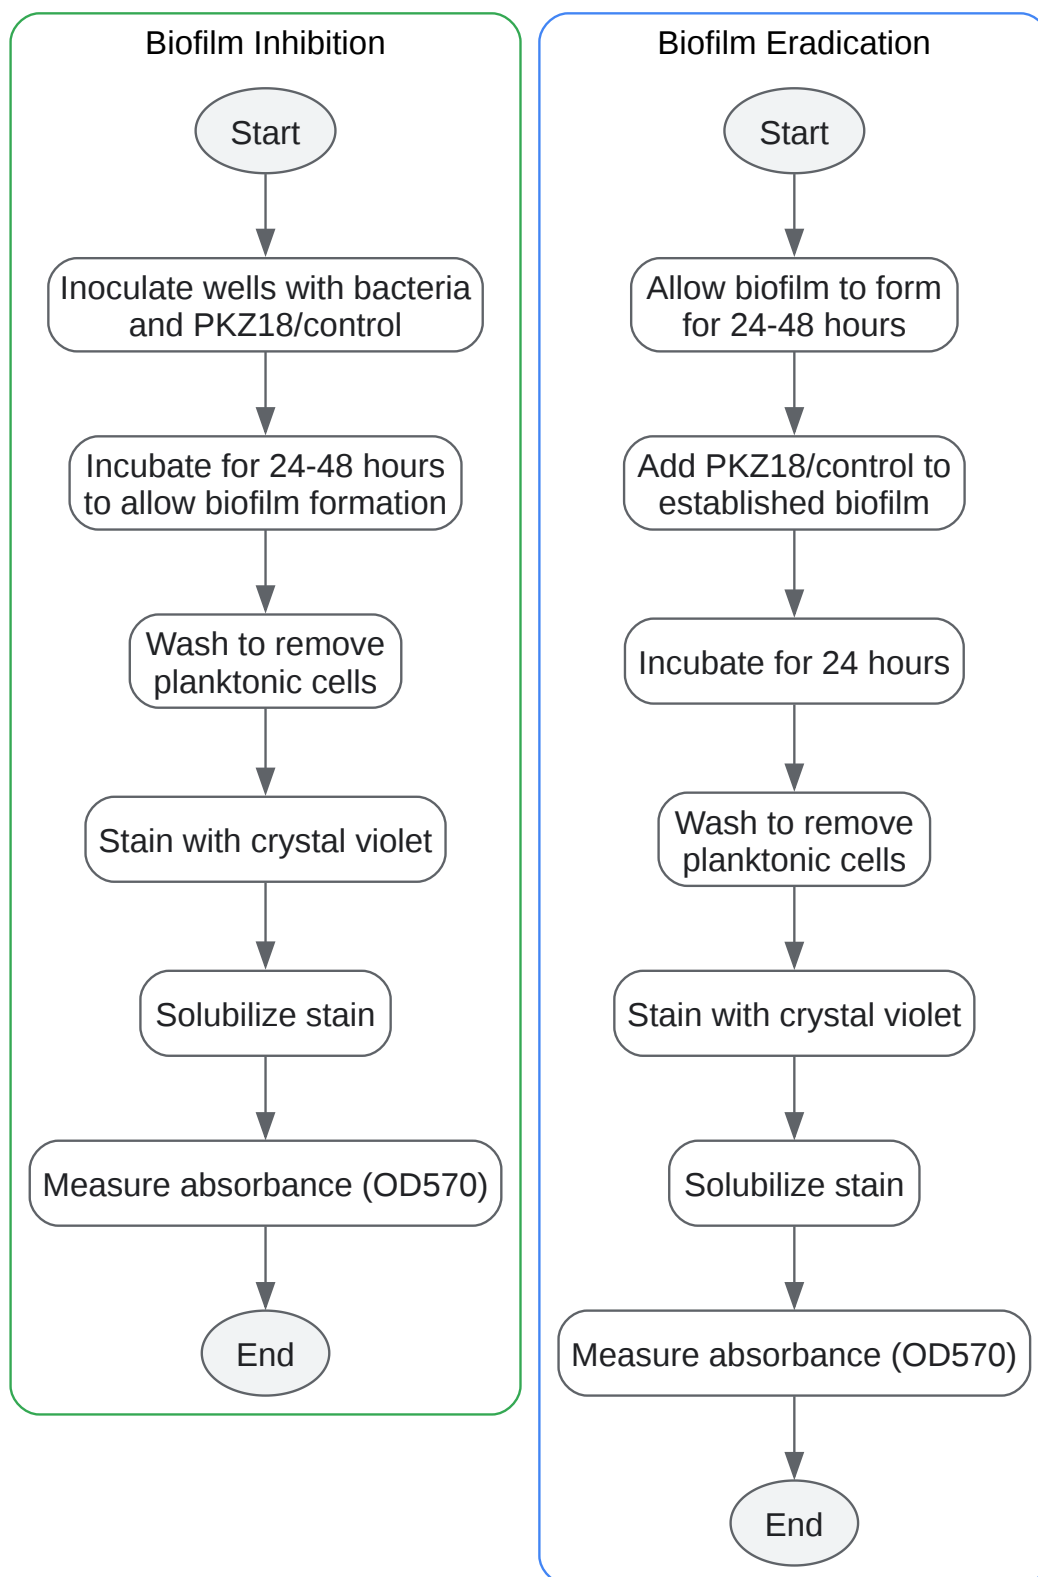 Biofilm Inhibition
Start
Inoculate wells with bacteria
and PKZ18/control
Incubate for 24-48 hours
to allow biofilm formation
Wash to remove
planktonic cells
Stain with crystal violet
Solubilize stain
Measure absorbance (OD570)
End
Biofilm Eradication
Start
Allow biofilm to form
for 24-48 hours
Add PKZ18/control to
established biofilm
Incubate for 24 hours
Wash to remove
planktonic cells
Stain with crystal violet
Solubilize stain
Measure absorbance (OD570)
End